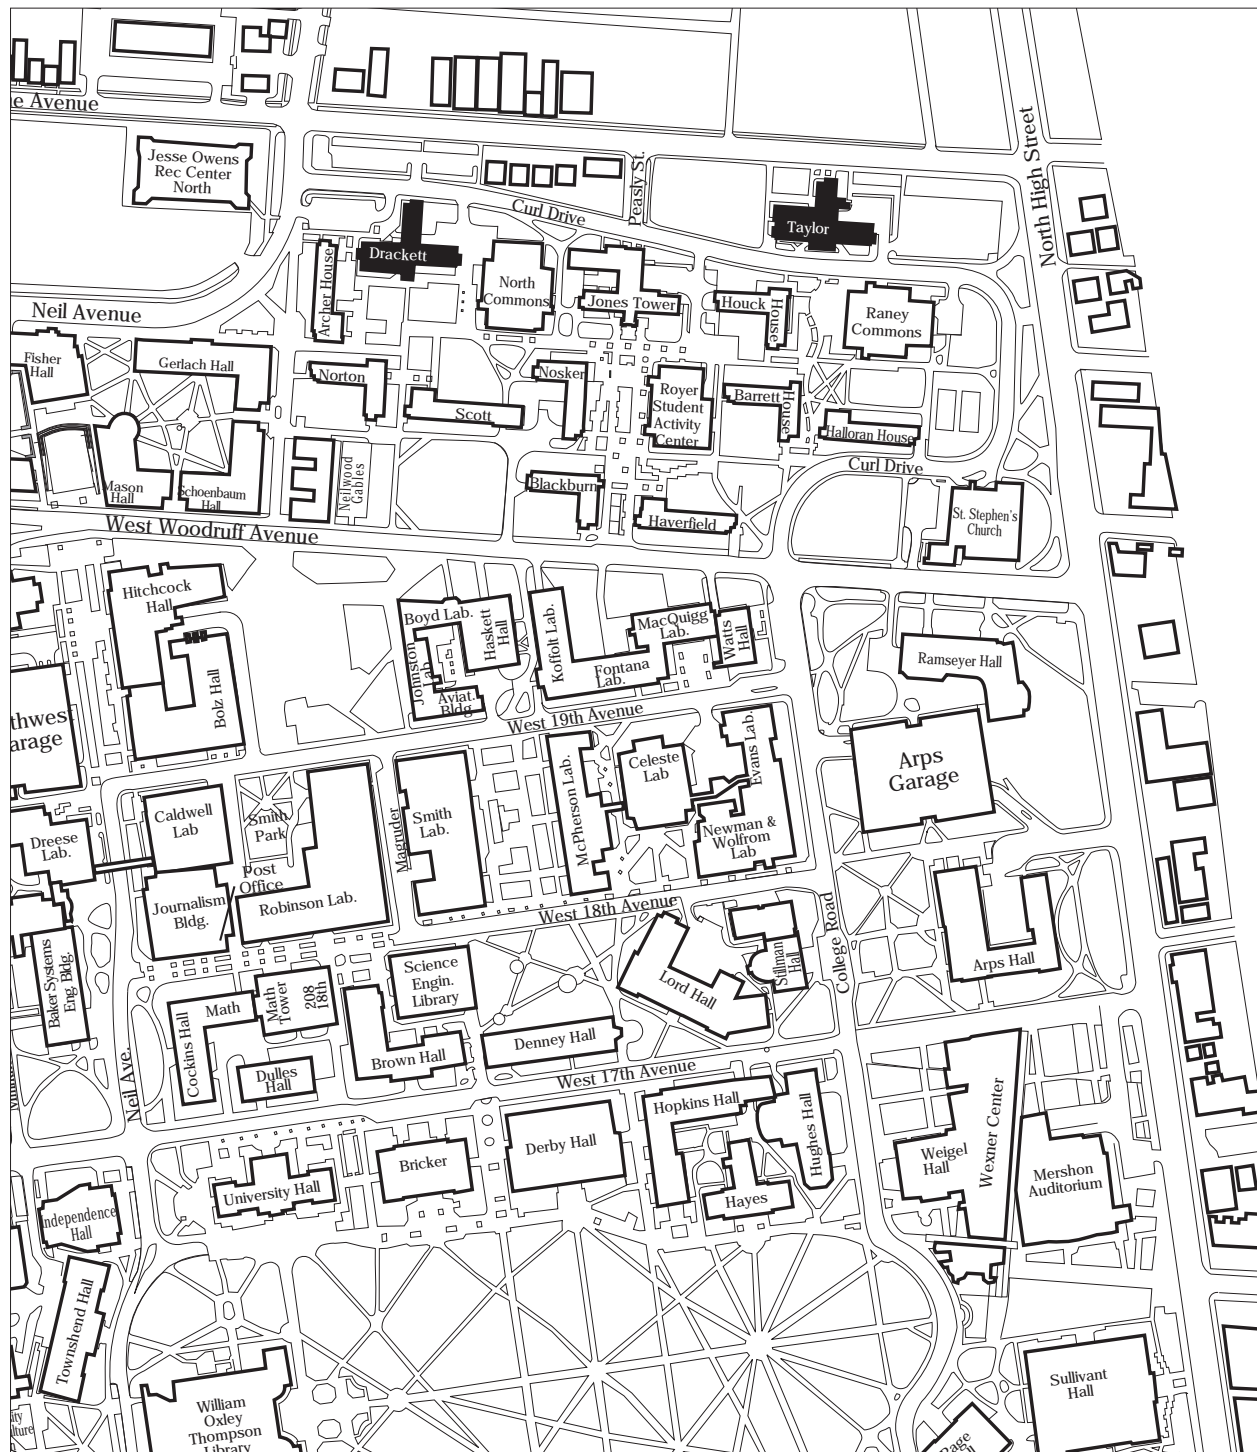 e Avenue
Jesse Owens
Rec Center
North
Peasly St.
North High Street
Curl Drive
Taylor
Drackett
Archer House
North
Commons
Jones Tower
Houck
House
Raney
Commons
Neil Avenue
Fisher
Hall
Gerlach Hall
Norton
Nosker
Scott
Royer
Student
Activity
Center
Barrett
House
Halloran House
Curl Drive
Mason
Hall
Schoenbaum
Hall
Neilwood
Gables
Blackburn
Haverfield
St. Stephen's
Church
West Woodruff Avenue
Hitchcock
Hall
Boyd Lab.
Haskett
Hall
Koffolt Lab.
MacQuigg
Lab.
Watts
Hall
Johnston
Lab.
Fontana
Lab.
Ramseyer Hall
Aviat.
Bldg.
Bolz Hall
thwest
arage
West 19th Avenue
Arps
Garage
Celeste
Lab
Evans Lab.
McPherson Lab.
Caldwell
Lab
Smith
Park
Magruder
Smith
Lab.
Newman &
Wolfrom
Lab
Dreese
Lab.
Post
Office
Journalism
Bldg.
Robinson Lab.
West 18th Avenue
College Road
Baker Systems
Eng. Bldg.
Science
Engin.
Library
Stillman
Hall
Lord Hall
Arps Hall
Math
Math
Tower
208
18th
Cockins Hall
Brown Hall
Denney Hall
Dulles
Hall
Neil Ave.
West 17th Avenue
Hopkins Hall
Hughes Hall
Wexner Center
Derby Hall
Bricker
University Hall
Hayes
Weigel
Hall
Mershon
Auditorium
Independence
Hall
Townshend Hall
William
Oxley
Thompson
Library
Sullivant
Hall